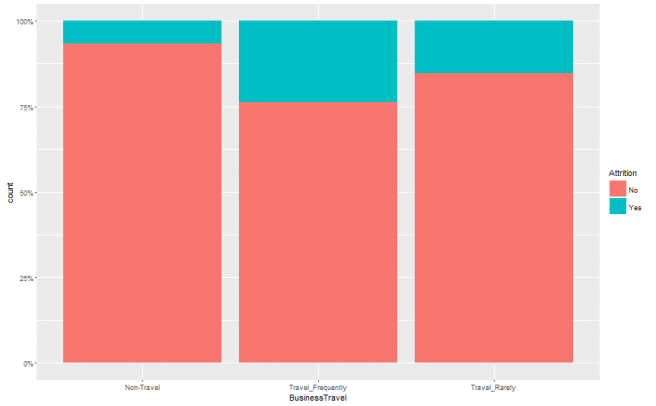 100%
75%
50%
25%
0%
count
Non-Travel
Travel_Frequently
Travel_Rarely
BusinessTravel
Attrition
No
Yes